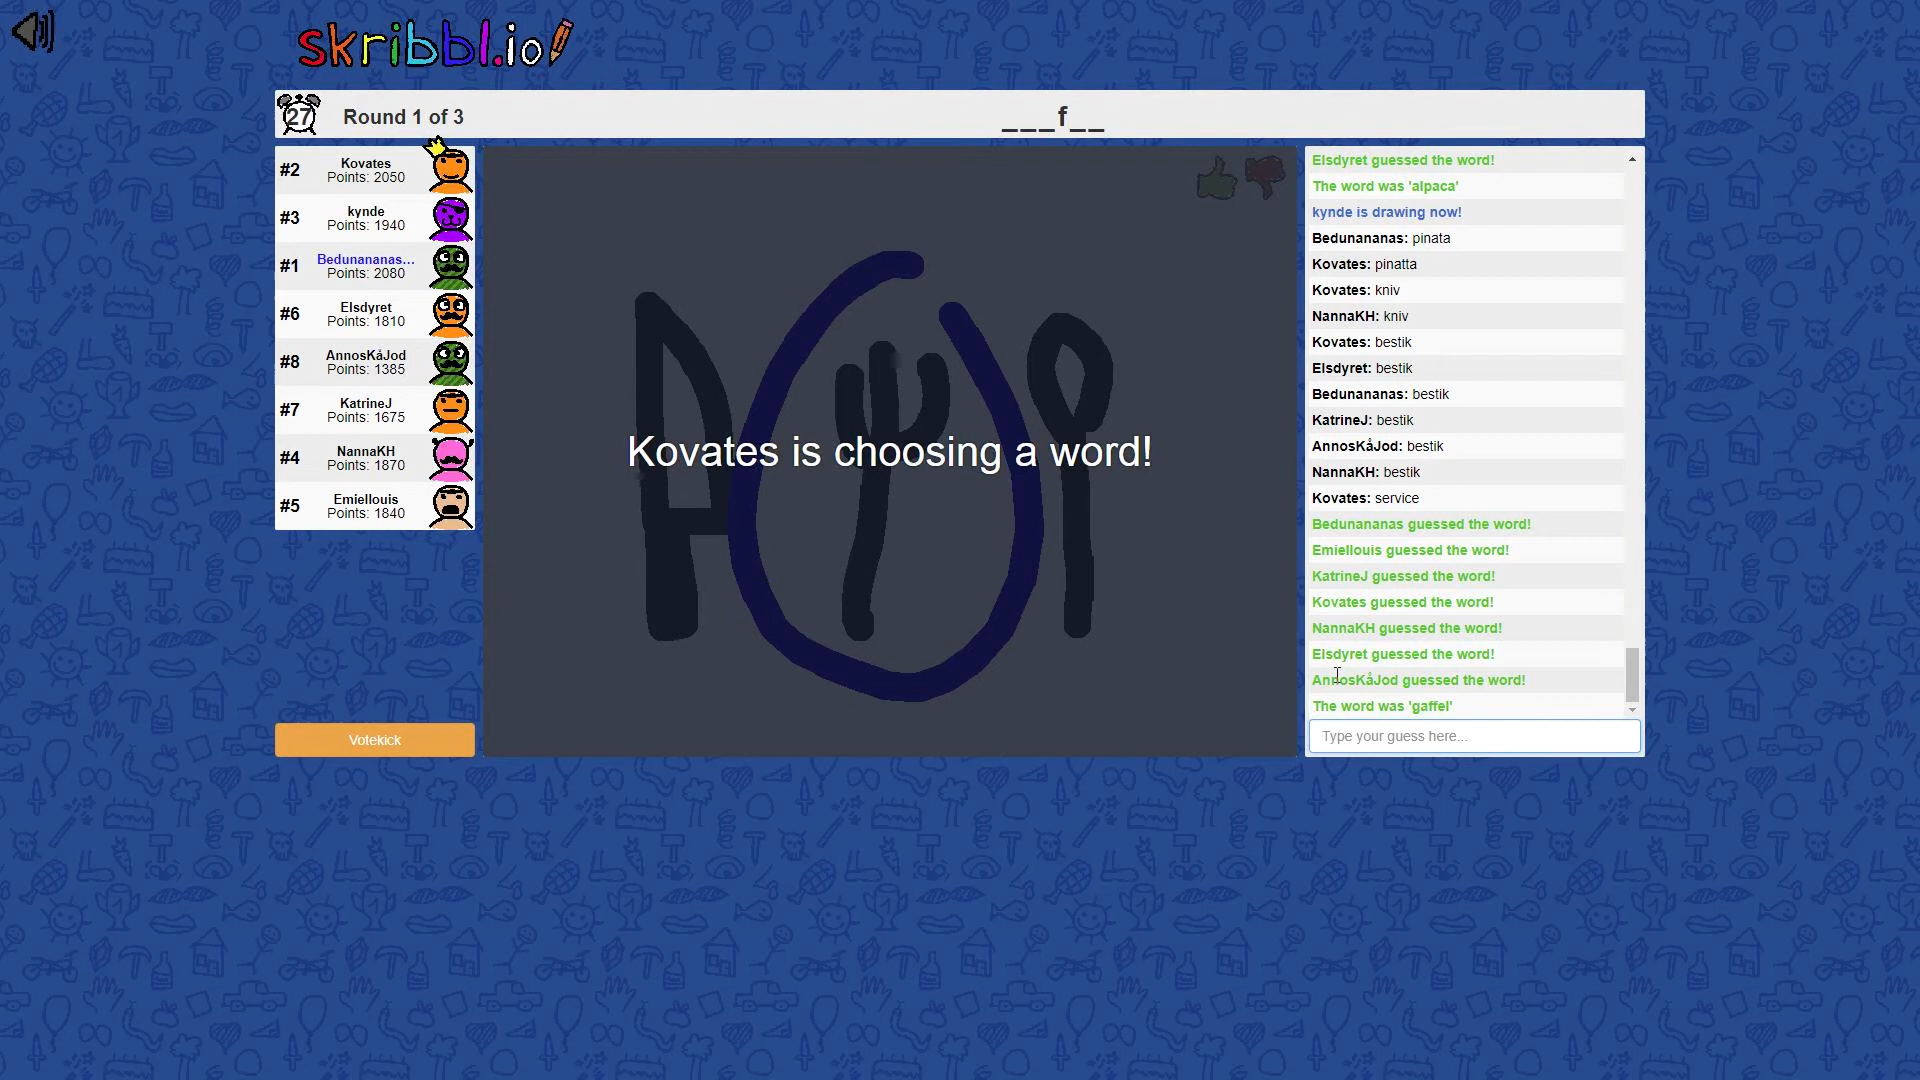 skribbl.io
27
Round 1 of 3
___f__
#2
Kovates
Points: 2050
#3
kynde
Points: 1940
#1
Bedunananas...
Points: 2080
#6
Elsdyret
Points: 1810
#8
AnnosKåJod
Points: 1385
#7
KatrineJ
Points: 1675
#4
NannaKH
Points: 1870
#5
Emiellouis
Points: 1840
Votekick
Kovates is choosing a word!
Elsdyret guessed the word!
The word was 'alpaca'
kynde is drawing now!
Bedunananas: pinata
Kovates: pinatta
Kovates: kniv
NannaKH: kniv
Kovates: bestik
Elsdyret: bestik
Bedunananas: bestik
KatrineJ: bestik
AnnosKåJod: bestik
NannaKH: bestik
Kovates: service
Bedunananas guessed the word!
Emiellouis guessed the word!
KatrineJ guessed the word!
Kovates guessed the word!
NannaKH guessed the word!
Elsdyret guessed the word!
AnnosKåJod guessed the word!
The word was 'gaffel'
Type your guess here...